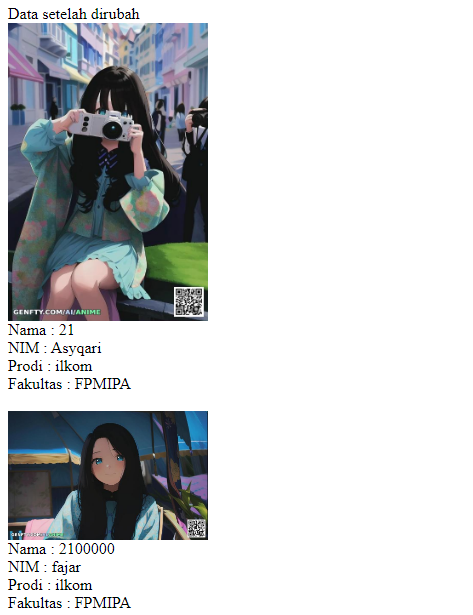 Data setelah dirubah
GENFTY.COM/AI/ANIME
Nama : 21
NIM : Asyqari
Prodi : ilkom
Fakultas : FPMIPA
Nama : 2100000
NIM : fajar
Prodi : ilkom
Fakultas : FPMIPA